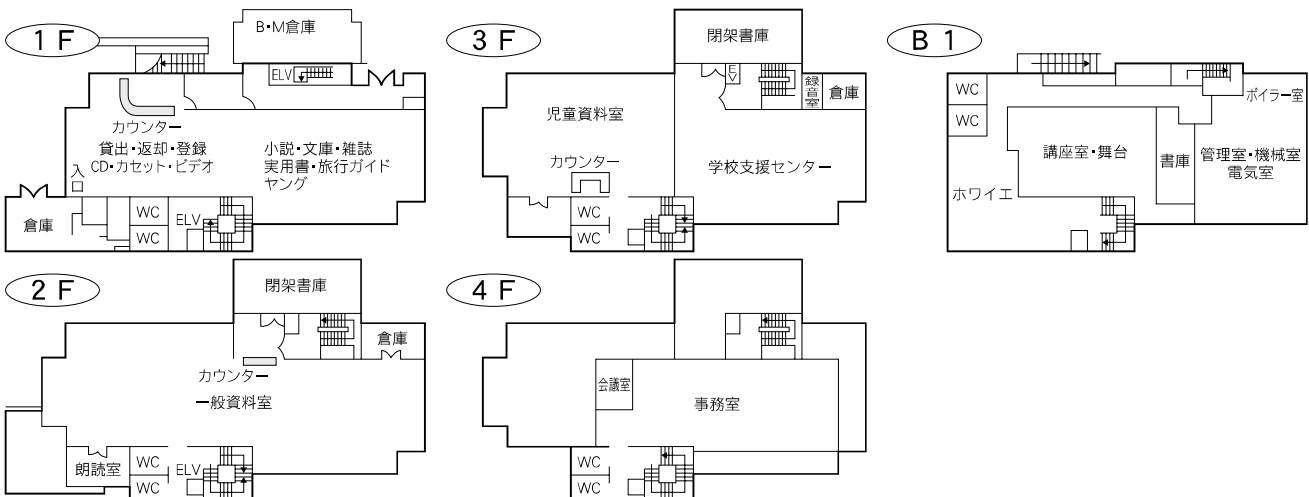 1 F
B・M倉庫
ELV
カウンター
貸出・返却・登録
CD・カセット・ビデオ
小説・文庫・雑誌
実用書・旅行ガイド
ヤング
入口
倉庫
WC
WC
ELV
2 F
閉架書庫
倉庫
カウンター
一般資料室
朗読室
WC
WC
ELV
3 F
閉架書庫
EV
録音室
倉庫
児童資料室
カウンター
学校支援センター
WC
WC
4 F
会議室
事務室
WC
WC
B 1
WC
WC
ボイラー室
講座室・舞台
書庫
管理室・機械室
電気室
ホワイエ